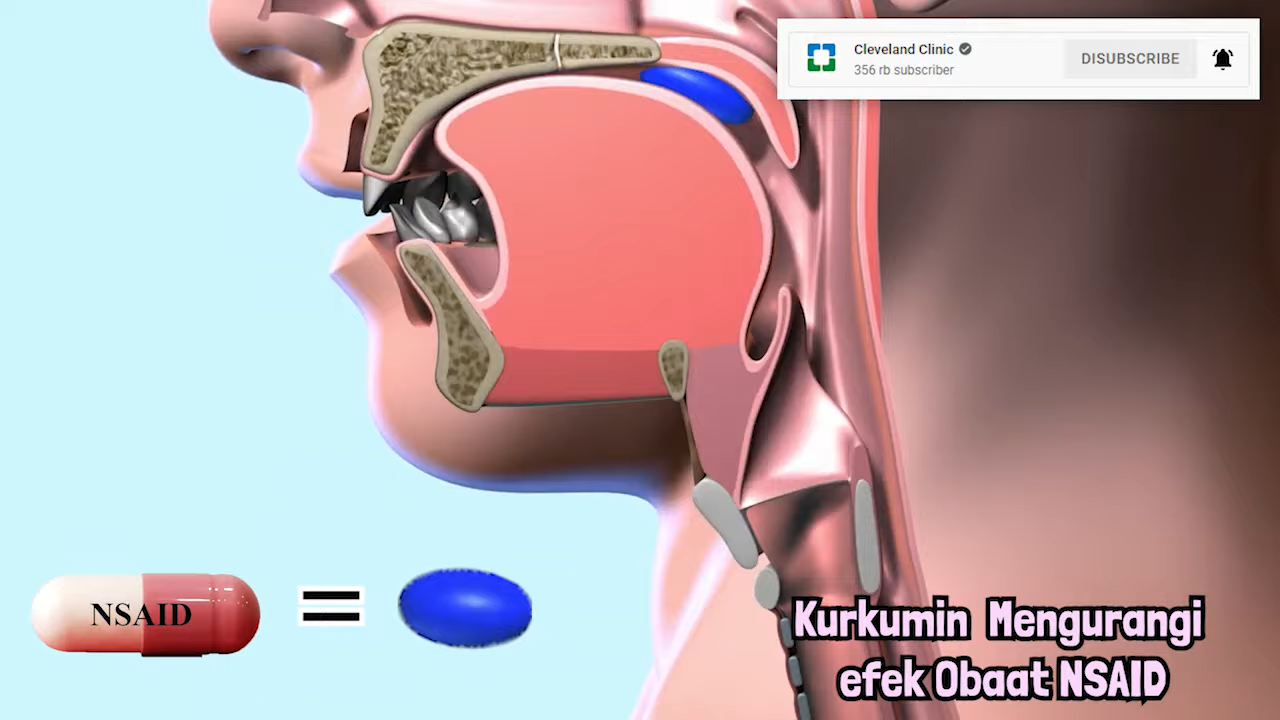 Cleveland Clinic
356 rb subscriber
DISUBSCRIBE
NSAID
Kurkumin Mengurangi
efek Obaat NSAID